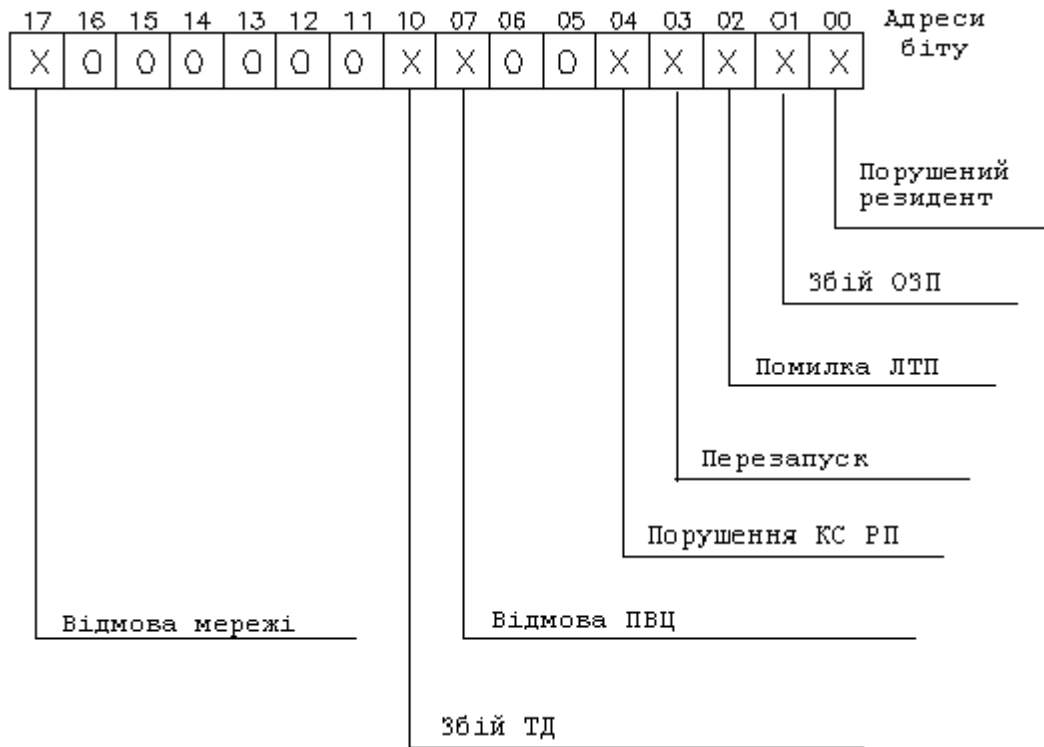 17 16 15 14 13 12 11 10 07 06 05 04 03 02 01 00 Адреси
біту
X 0 0 0 0 0 0 X X 0 0 X X X X X
Порушений
резидент
Збій ОЗП
Помилка ЛТП
Перезапуск
Порушення КС РП
Відмова мережі
Відмова ПВЦ
Збій ТД